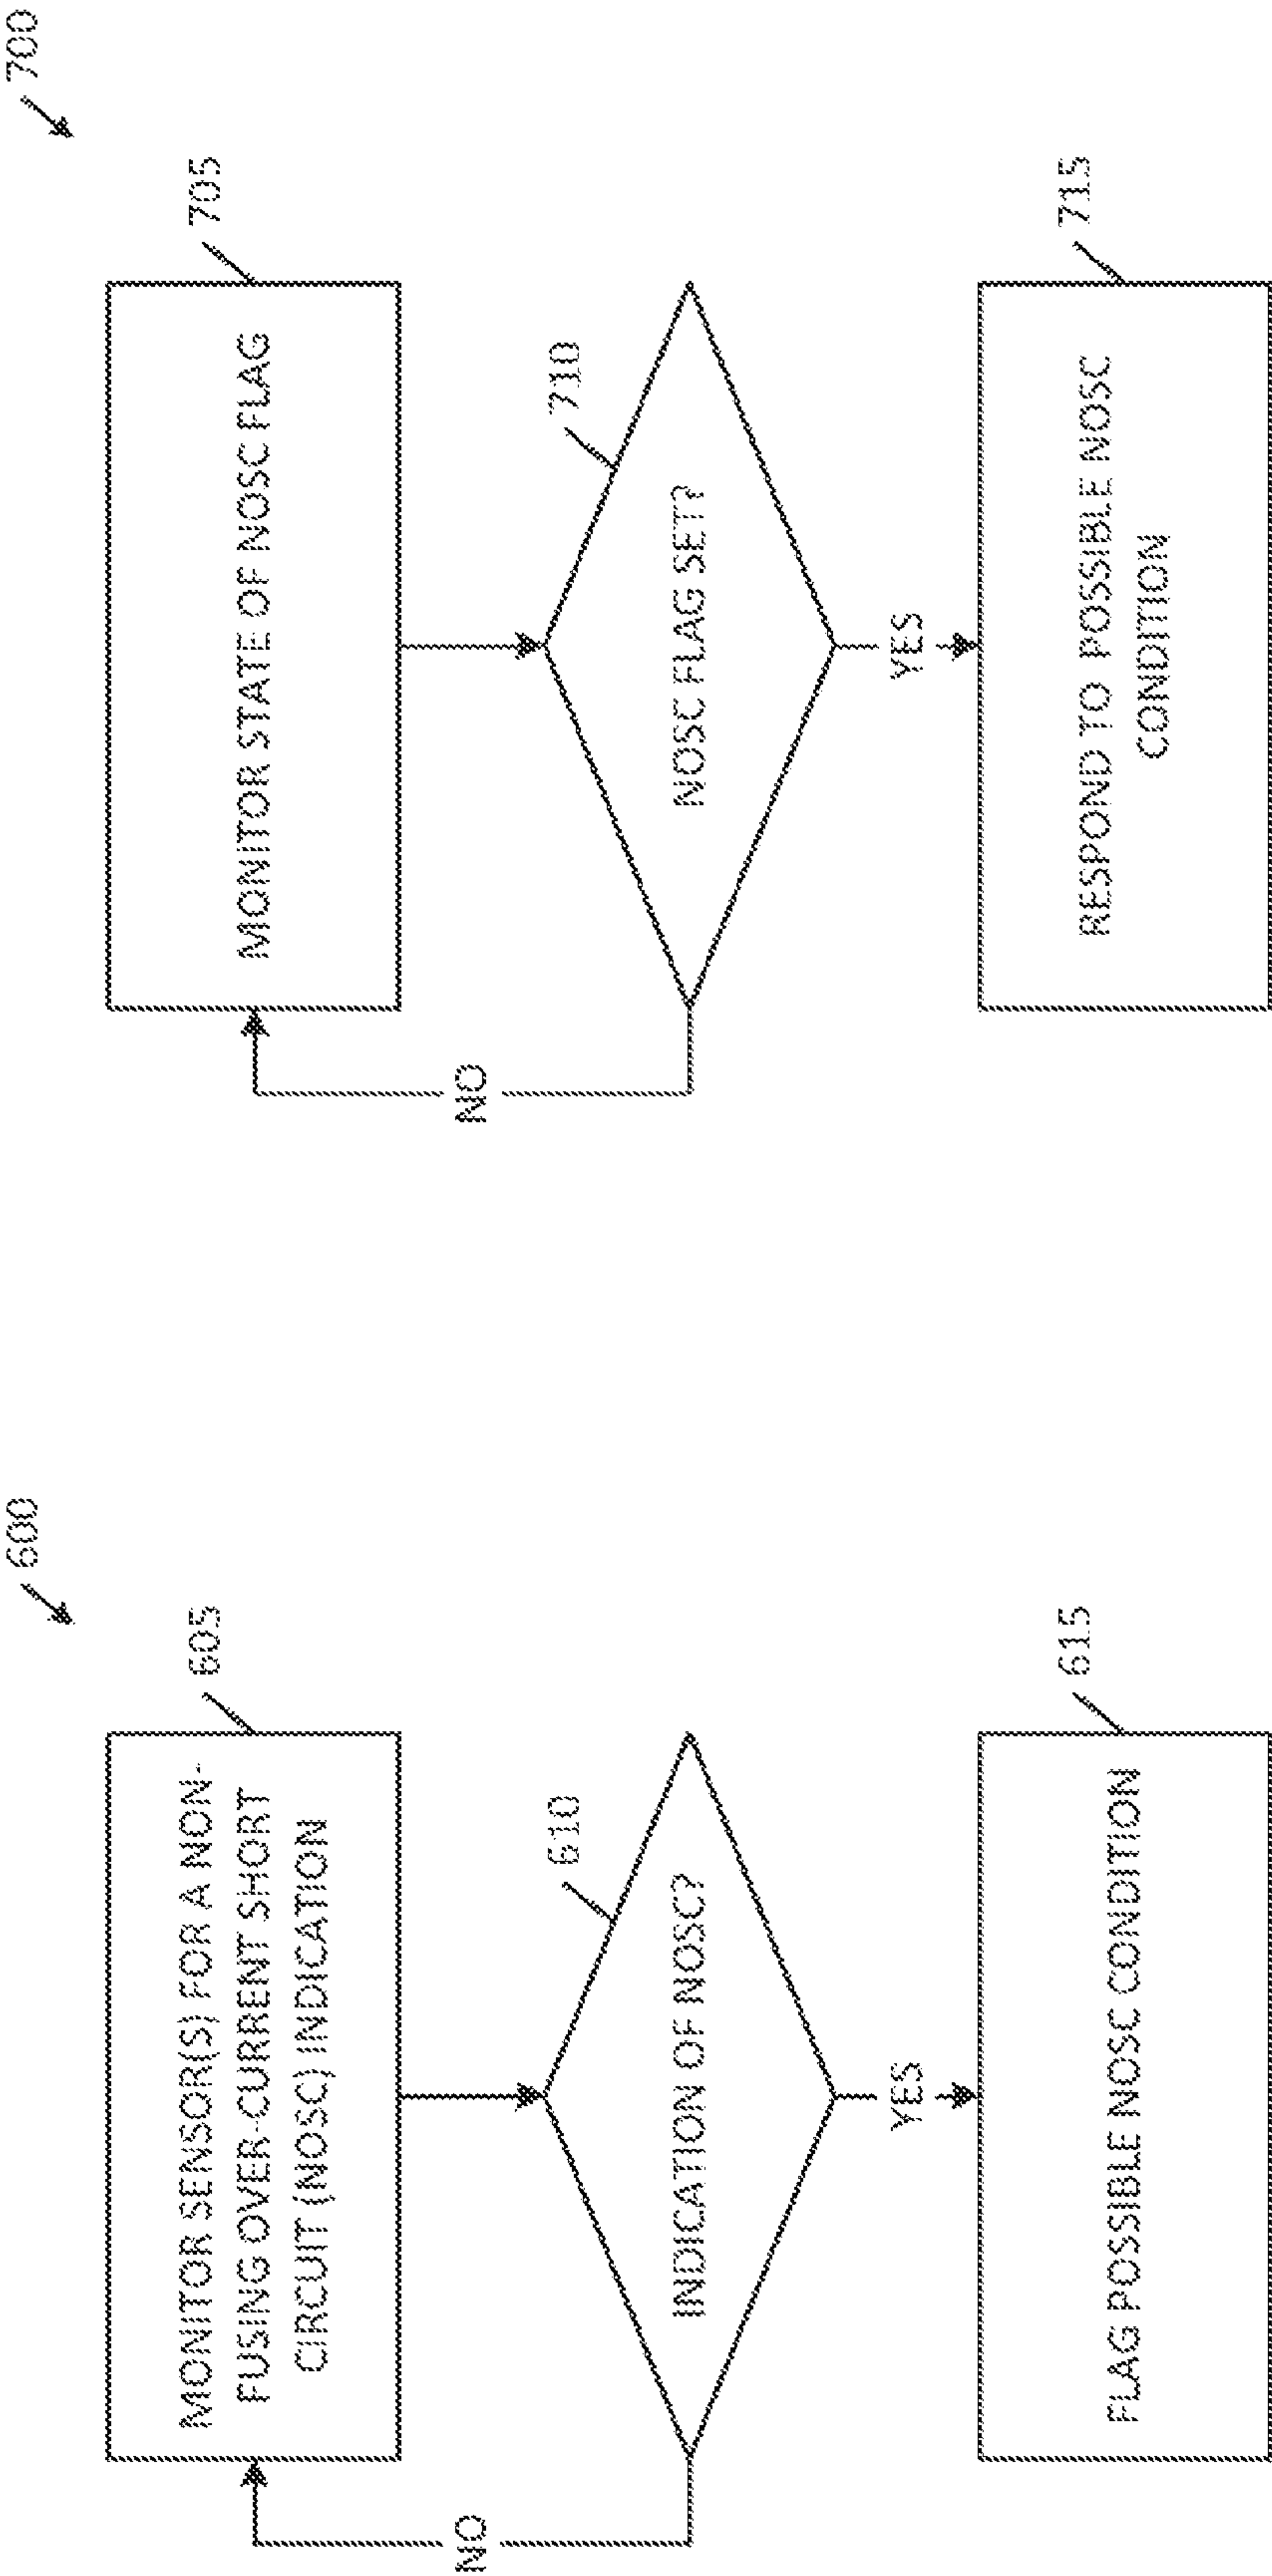 600
605
MONITOR SENSOR(S) FOR A NON-
FUSING OVER-CURRENT SHORT
CIRCUIT (NOSC) INDICATION
610
INDICATION OF NOSC?
NO
YES
615
FLAG POSSIBLE NOSC CONDITION
700
705
MONITOR STATE OF NOSC FLAG
710
NOSC FLAG SET?
NO
YES
715
RESPOND TO POSSIBLE NOSC
CONDITION